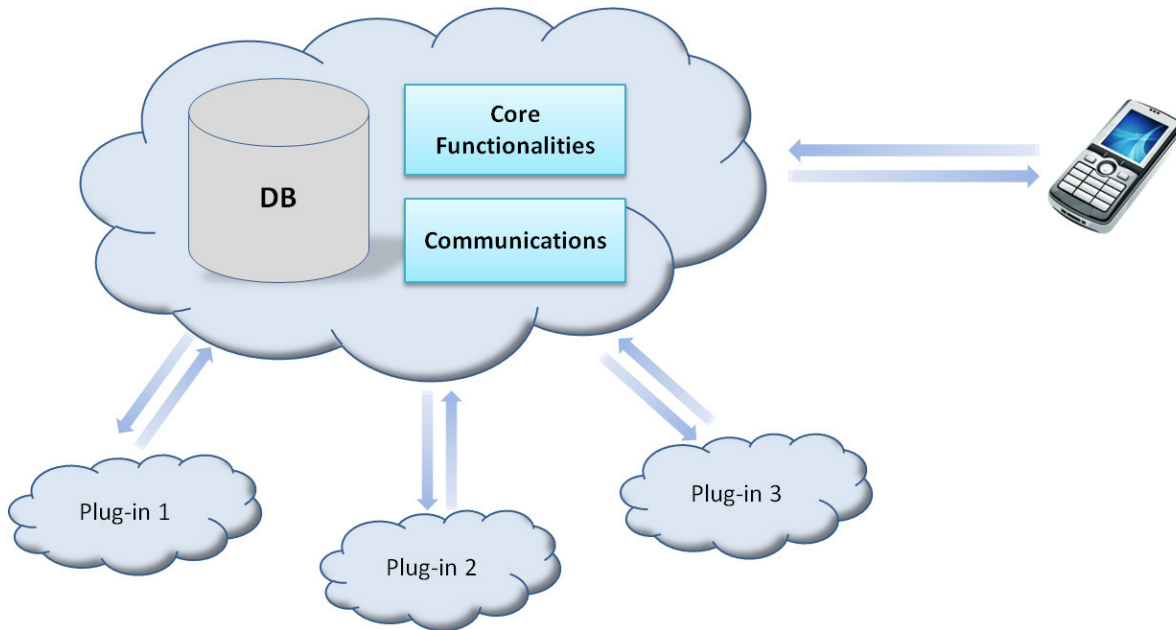 Core
Functionalities
DB
Communications
Plug-in 1
Plug-in 2
Plug-in 3